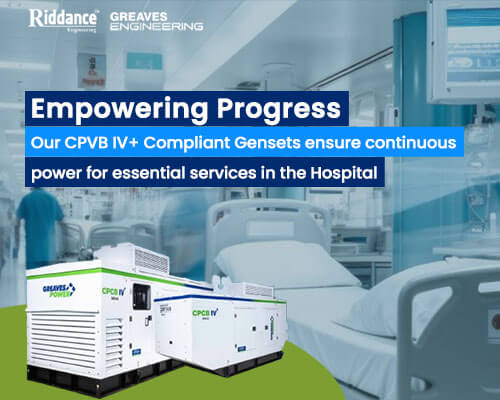 Riddance™
Engineering
GREAVES
ENGINEERING
Empowering Progress
Our CPVB IV+ Compliant Gensets ensure continuous
power for essential services in the Hospital
GREAVES
POWER
CPCB IV+
CPCB IV+